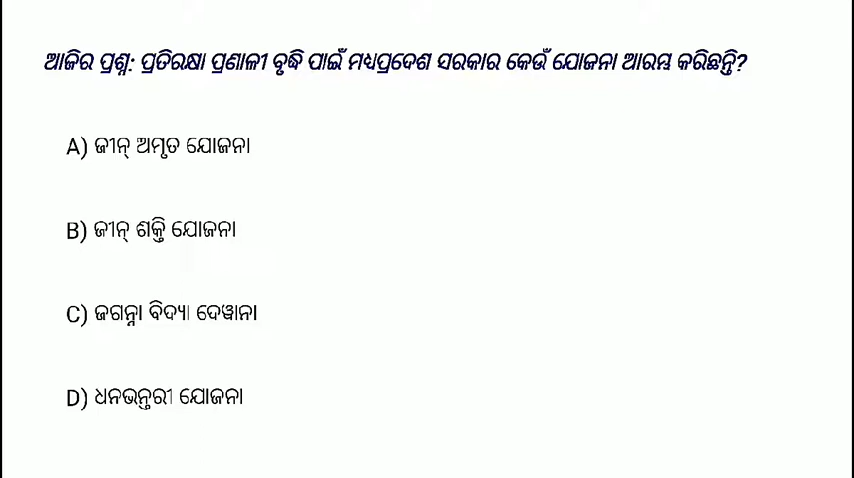 ଆଜିର ପ୍ରଶ୍ନ: ପ୍ରତିରକ୍ଷା ପ୍ରଣାଳୀ ବୃଦ୍ଧି ପାଇଁ ମଧ୍ୟପ୍ରଦେଶ ସରକାର କେଉଁ ଯୋଜନା ଆରମ୍ଭ କରିଛନ୍ତି?
A) ଜୀନ୍ ଅମୃତ ଯୋଜନା
B) ଜୀନ୍ ଶକ୍ତି ଯୋଜନା
C) ଜଗନ୍ନା ବିଦ୍ୟା ଦେୱାନା
D) ଧନଭନ୍ତରୀ ଯୋଜନା